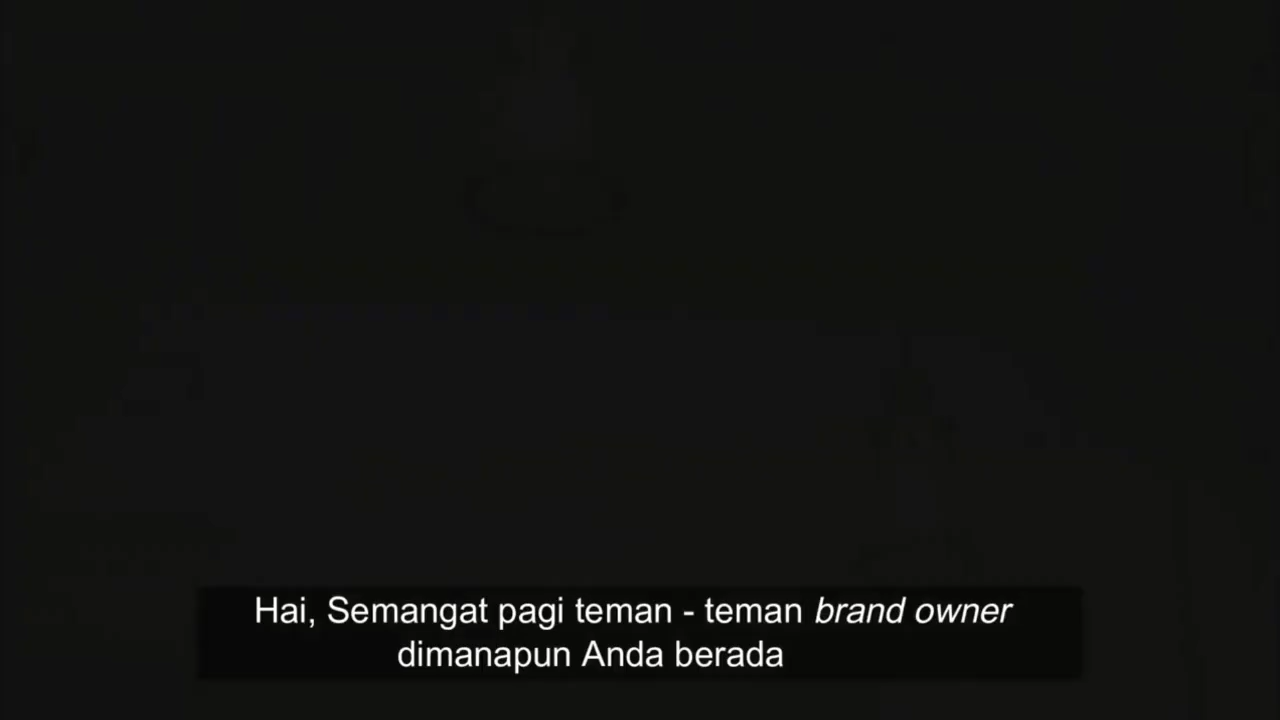 Hai, Semangat pagi teman - teman brand owner
dimanapun Anda berada